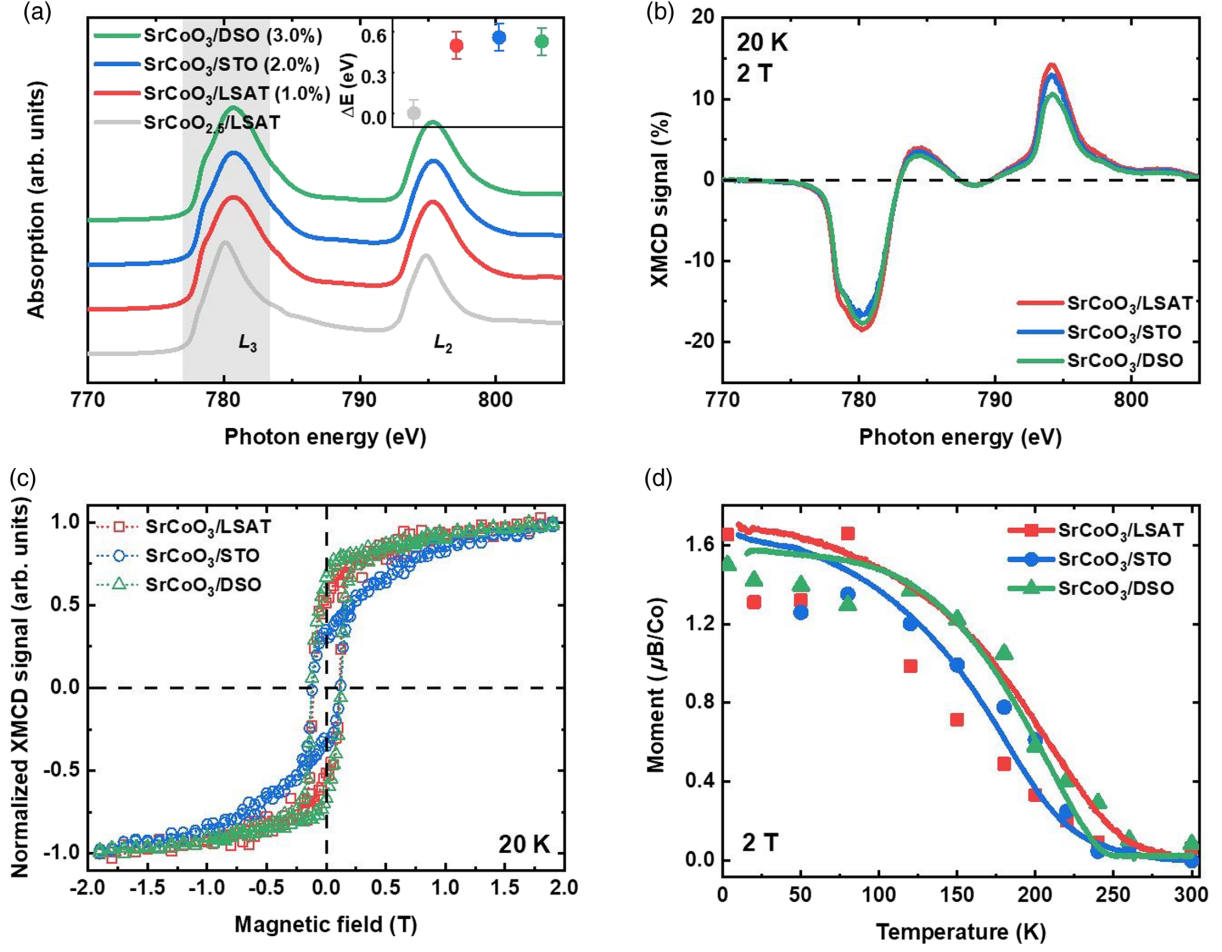 (a)
SrCoO3/DSO (3.0%)
SrCoO3/STO (2.0%)
SrCoO3/LSAT (1.0%)
SrCoO2.5/LSAT
ΔE (eV)
0.6
0.3
0.0
Absorption (arb. units)
L3
L2
770
780
790
800
Photon energy (eV)
(b)
20 K
2 T
XMCD signal (%)
20
10
0
-10
-20
SrCoO3/LSAT
SrCoO3/STO
SrCoO3/DSO
770
780
790
800
Photon energy (eV)
(c)
SrCoO3/LSAT
SrCoO3/STO
SrCoO3/DSO
Normalized XMCD signal (arb. units)
1.0
0.5
0.0
-0.5
-1.0
20 K
-2.0
-1.5
-1.0
-0.5
0.0
0.5
1.0
1.5
2.0
Magnetic field (T)
(d)
SrCoO3/LSAT
SrCoO3/STO
SrCoO3/DSO
Moment (μB/Co)
1.6
1.2
0.8
0.4
0.0
2 T
0
50
100
150
200
250
300
Temperature (K)